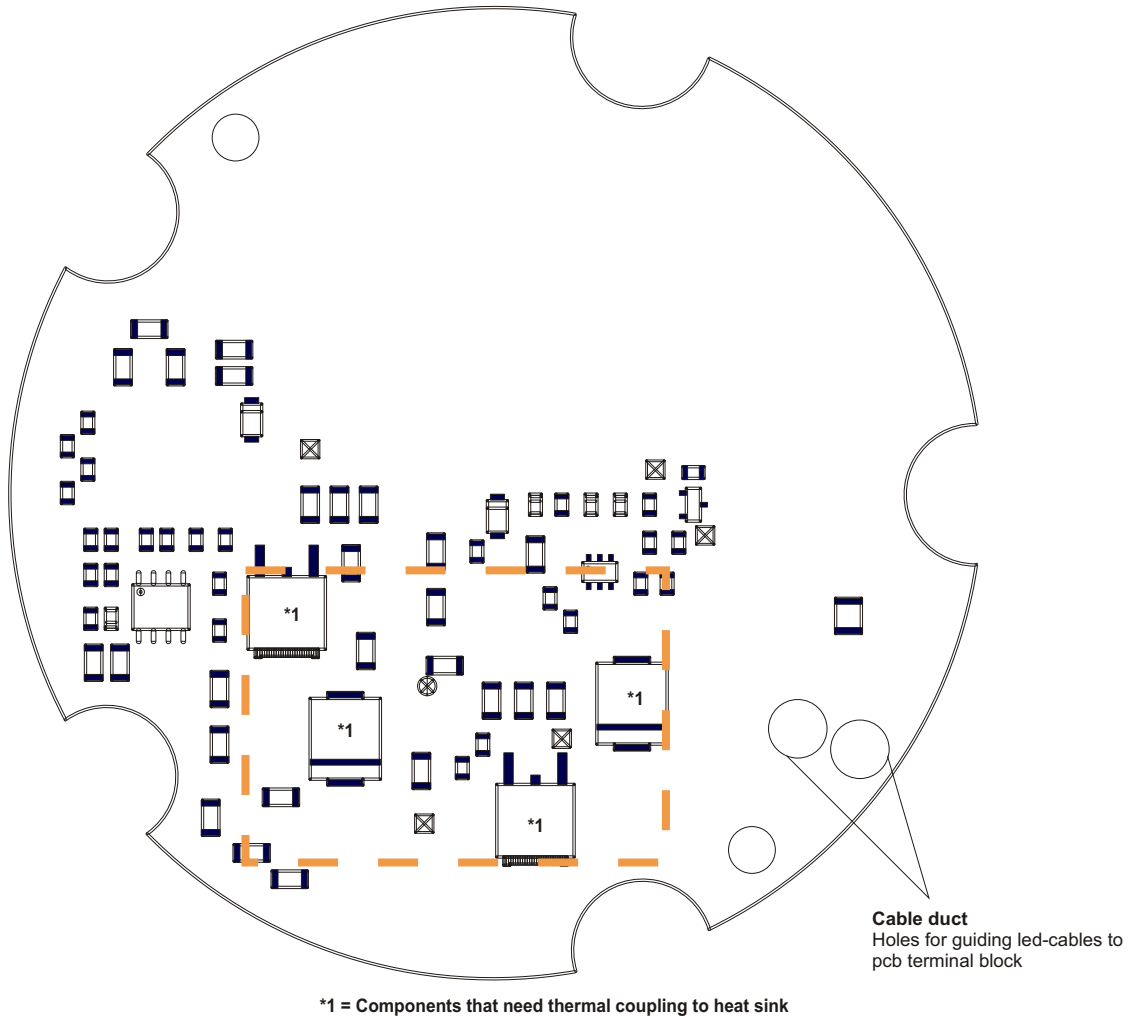 *1
*1
*1
*1
Cable duct
Holes for guiding led-cables to
pcb terminal block
*1 = Components that need thermal coupling to heat sink